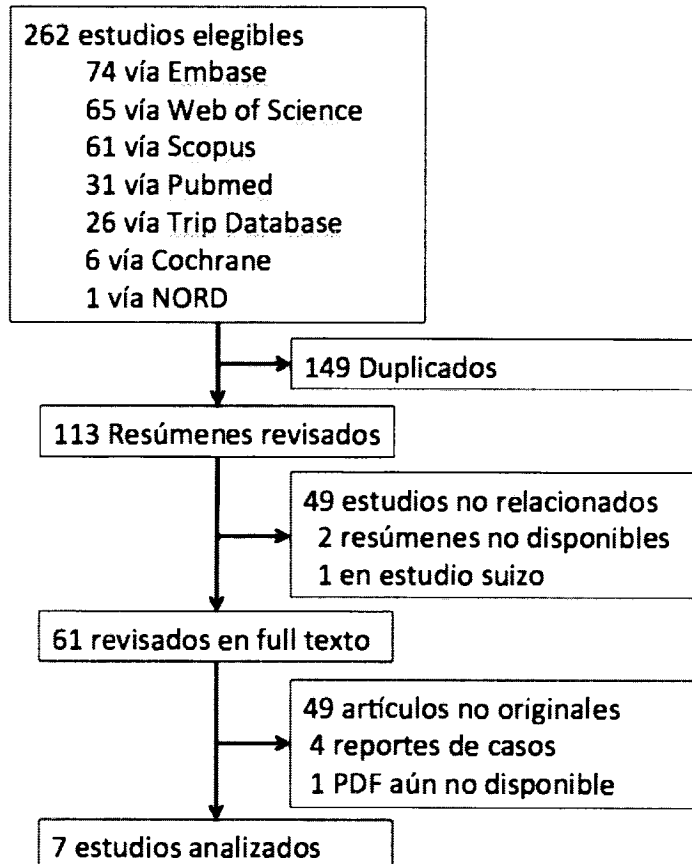 262 estudios elegibles
74 vía Embase
65 vía Web of Science
61 vía Scopus
31 vía Pubmed
26 vía Trip Database
6 vía Cochrane
1 vía NORD
149 Duplicados
113 Resúmenes revisados
49 estudios no relacionados
2 resúmenes no disponibles
1 en estudio suizo
61 revisados en full texto
49 artículos no originales
4 reportes de casos
1 PDF aún no disponible
7 estudios analizados